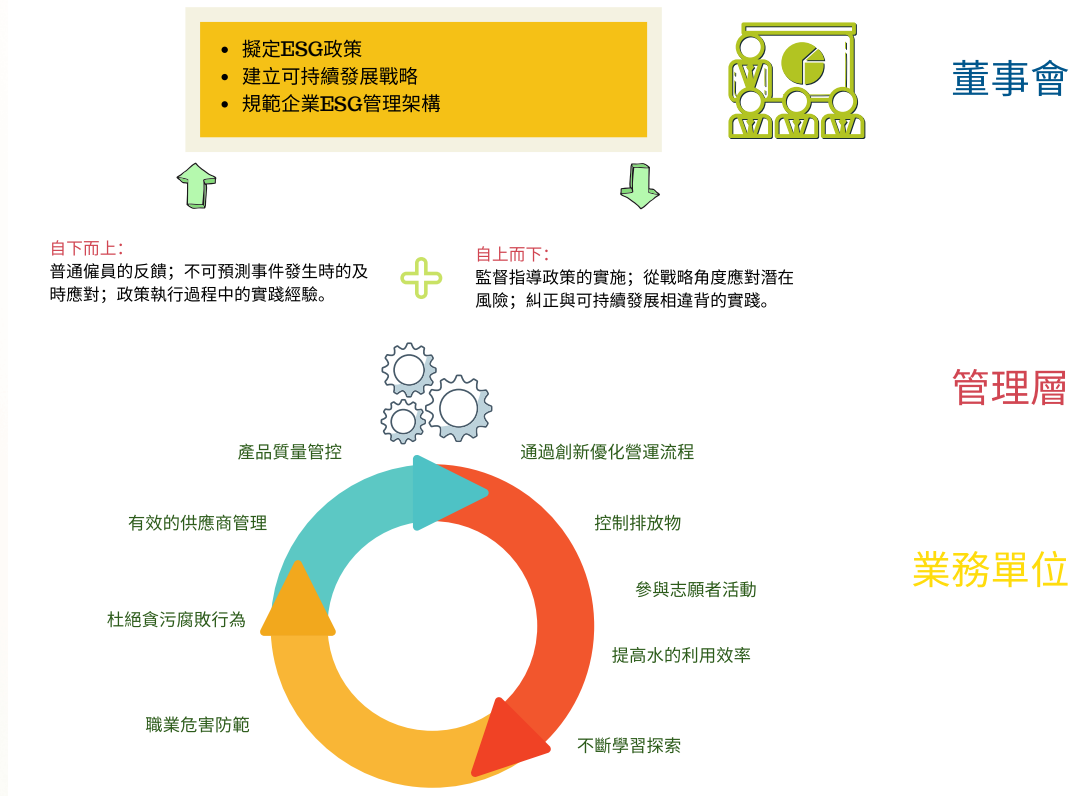 擬定ESG政策
建立可持續發展戰略
規範企業ESG管理架構
董事會
自下而上：
普通僱員的反饋；不可預測事件發生時的及
時應對；政策執行過程中的實踐經驗。
自上而下：
監督指導政策的實施；從戰略角度應對潛在
風險；糾正與可持續發展相違背的實踐。
管理層
產品質量管控
通過創新優化營運流程
有效的供應商管理
控制排放物
業務單位
參與志願者活動
杜絕貪污腐敗行為
提高水的利用效率
職業危害防範
不斷學習探索